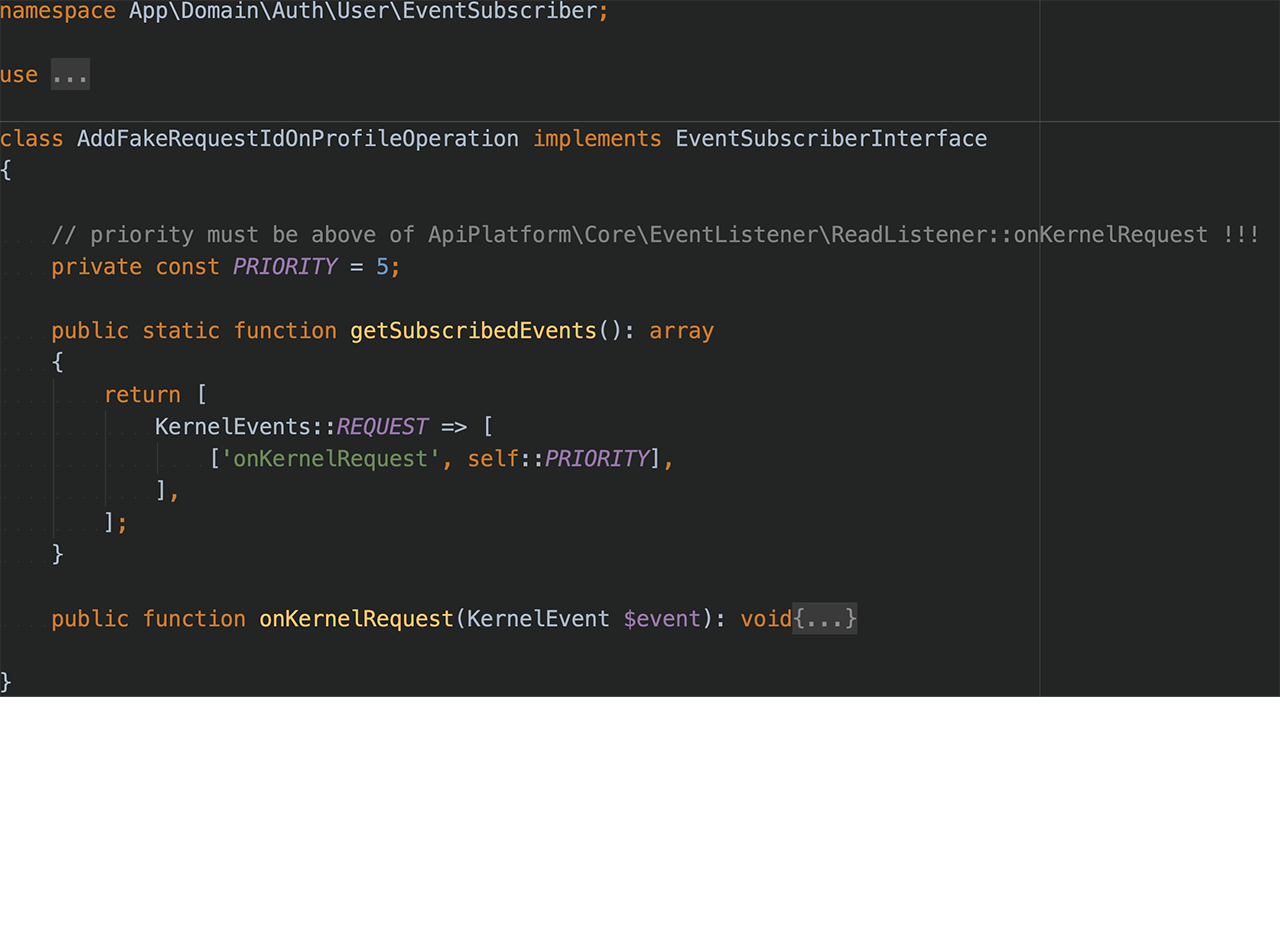 namespace App\Domain\Auth\User\EventSubscriber;
use ...
class AddFakeRequestIdOnProfileOperation implements EventSubscriberInterface
{
// priority must be above of ApiPlatform\Core\EventListener\ReadListener::onKernelRequest !!!
private const PRIORITY = 5;
public static function getSubscribedEvents(): array
{
return [
KernelEvents::REQUEST => [
['onKernelRequest', self::PRIORITY],
],
];
}
public function onKernelRequest(KernelEvent $event): void{...}
}